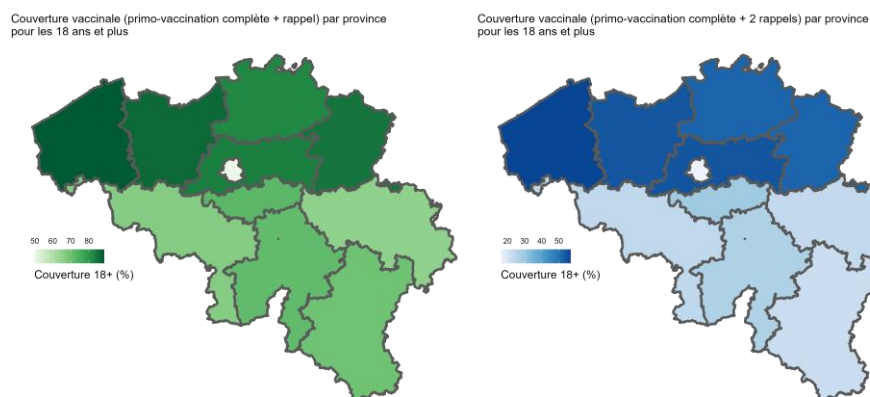 Couverture vaccinale (primo-vaccination complète + rappel) par province
pour les 18 ans et plus
50 60 70 80
Couverture 18+ (%)
Couverture vaccinale (primo-vaccination complète + 2 rappels) par province
pour les 18 ans et plus
20 30 40 50
Couverture 18+ (%)